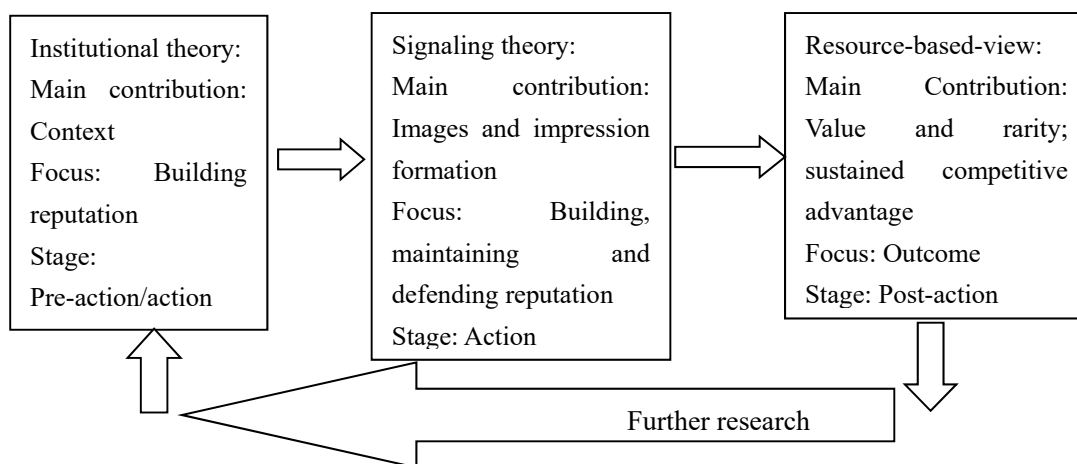 Institutional theory:
Main contribution:
Context
Focus: Building
reputation
Stage:
Pre-action/action
Signaling theory:
Main contribution:
Images and impression
formation
Focus: Building,
maintaining and
defending reputation
Stage: Action
Resource-based-view:
Main Contribution:
Value and rarity;
sustained competitive
advantage
Focus: Outcome
Stage: Post-action
Further research